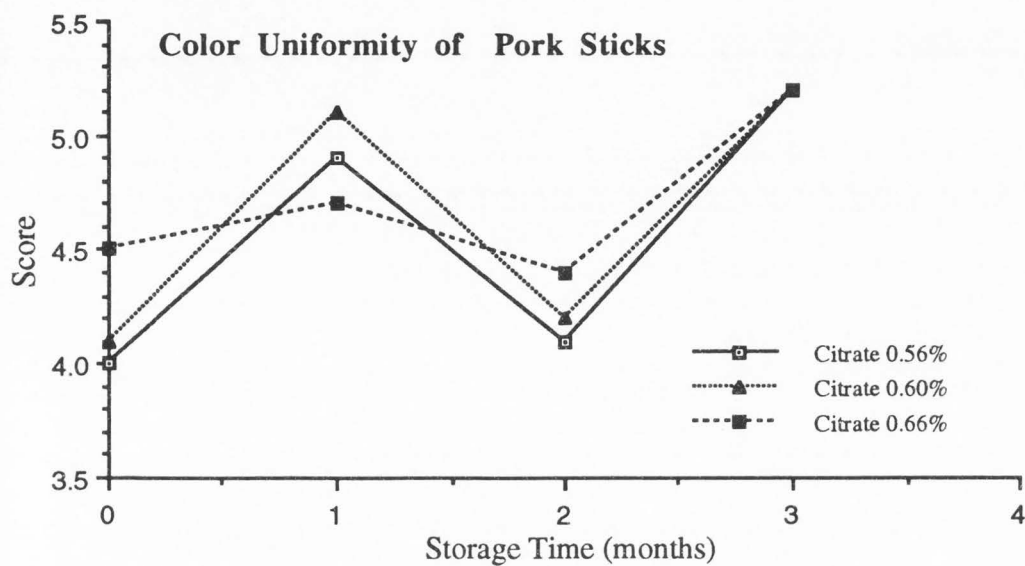 Color Uniformity of Pork Sticks
5.5
5.0
4.5
4.0
3.5
Score
Citrate 0.56%
Citrate 0.60%
Citrate 0.66%
0 1 2 3 4
Storage Time (months)